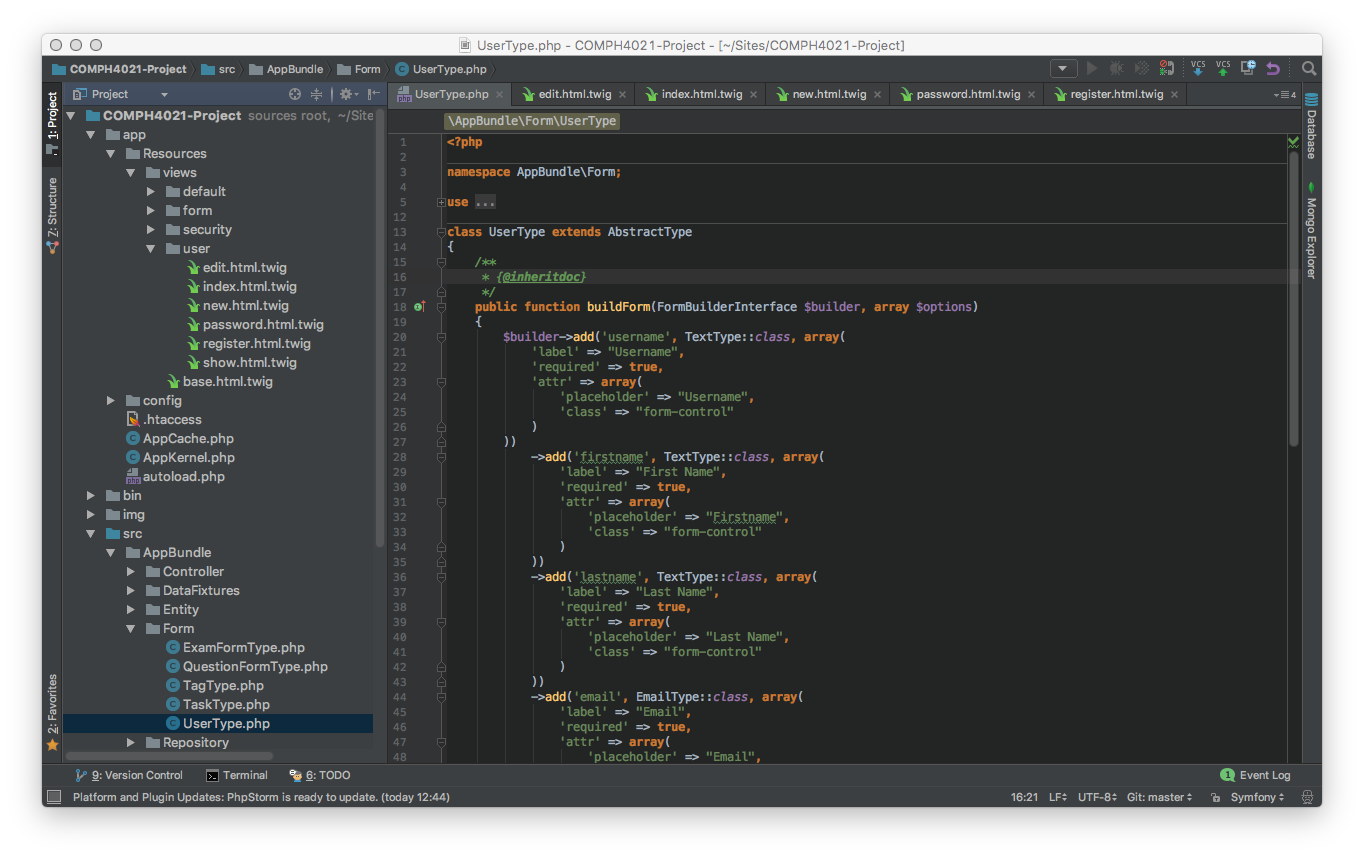 UserType.php - COMPH4021-Project - [~/Sites/COMPH4021-Project]
COMPH4021-Project src AppBundle Form UserType.php
VCS VCS
Project
UserType.php edit.html.twig index.html.twig new.html.twig password.html.twig register.html.twig 4
1: Project
Z: Structure
2: Favorites
COMPH4021-Project sources root, ~/Site
app
Resources
views
default
form
security
user
edit.html.twig
index.html.twig
new.html.twig
password.html.twig
register.html.twig
show.html.twig
base.html.twig
config
.htaccess
AppCache.php
AppKernel.php
autoload.php
bin
img
src
AppBundle
Controller
DataFixtures
Entity
Form
ExamFormType.php
QuestionFormType.php
TagType.php
TaskType.php
UserType.php
Repository
\AppBundle\Form\UserType
1 <?php
2
3 namespace AppBundle\Form;
4
5 use ...
12
13 class UserType extends AbstractType
14 {
15 /**
16 * {@inheritdoc}
17 */
18 public function buildForm(FormBuilderInterface $builder, array $options)
19 {
20 $builder->add('username', TextType::class, array(
21 'label' => "Username",
22 'required' => true,
23 'attr' => array(
24 'placeholder' => "Username",
25 'class' => "form-control"
26 )
27 ))
28 ->add('firstname', TextType::class, array(
29 'label' => "First Name",
30 'required' => true,
31 'attr' => array(
32 'placeholder' => "Firstname",
33 'class' => "form-control"
34 )
35 ))
36 ->add('lastname', TextType::class, array(
37 'label' => "Last Name",
38 'required' => true,
39 'attr' => array(
40 'placeholder' => "Last Name",
41 'class' => "form-control"
42 )
43 ))
44 ->add('email', EmailType::class, array(
45 'label' => "Email",
46 'required' => true,
47 'attr' => array(
48 'placeholder' => "Email",
Database
Mongo Explorer
9: Version Control Terminal 6: TODO 1 Event Log
Platform and Plugin Updates: PhpStorm is ready to update. (today 12:44) 16:21 LF UTF-8 Git: master Symfony